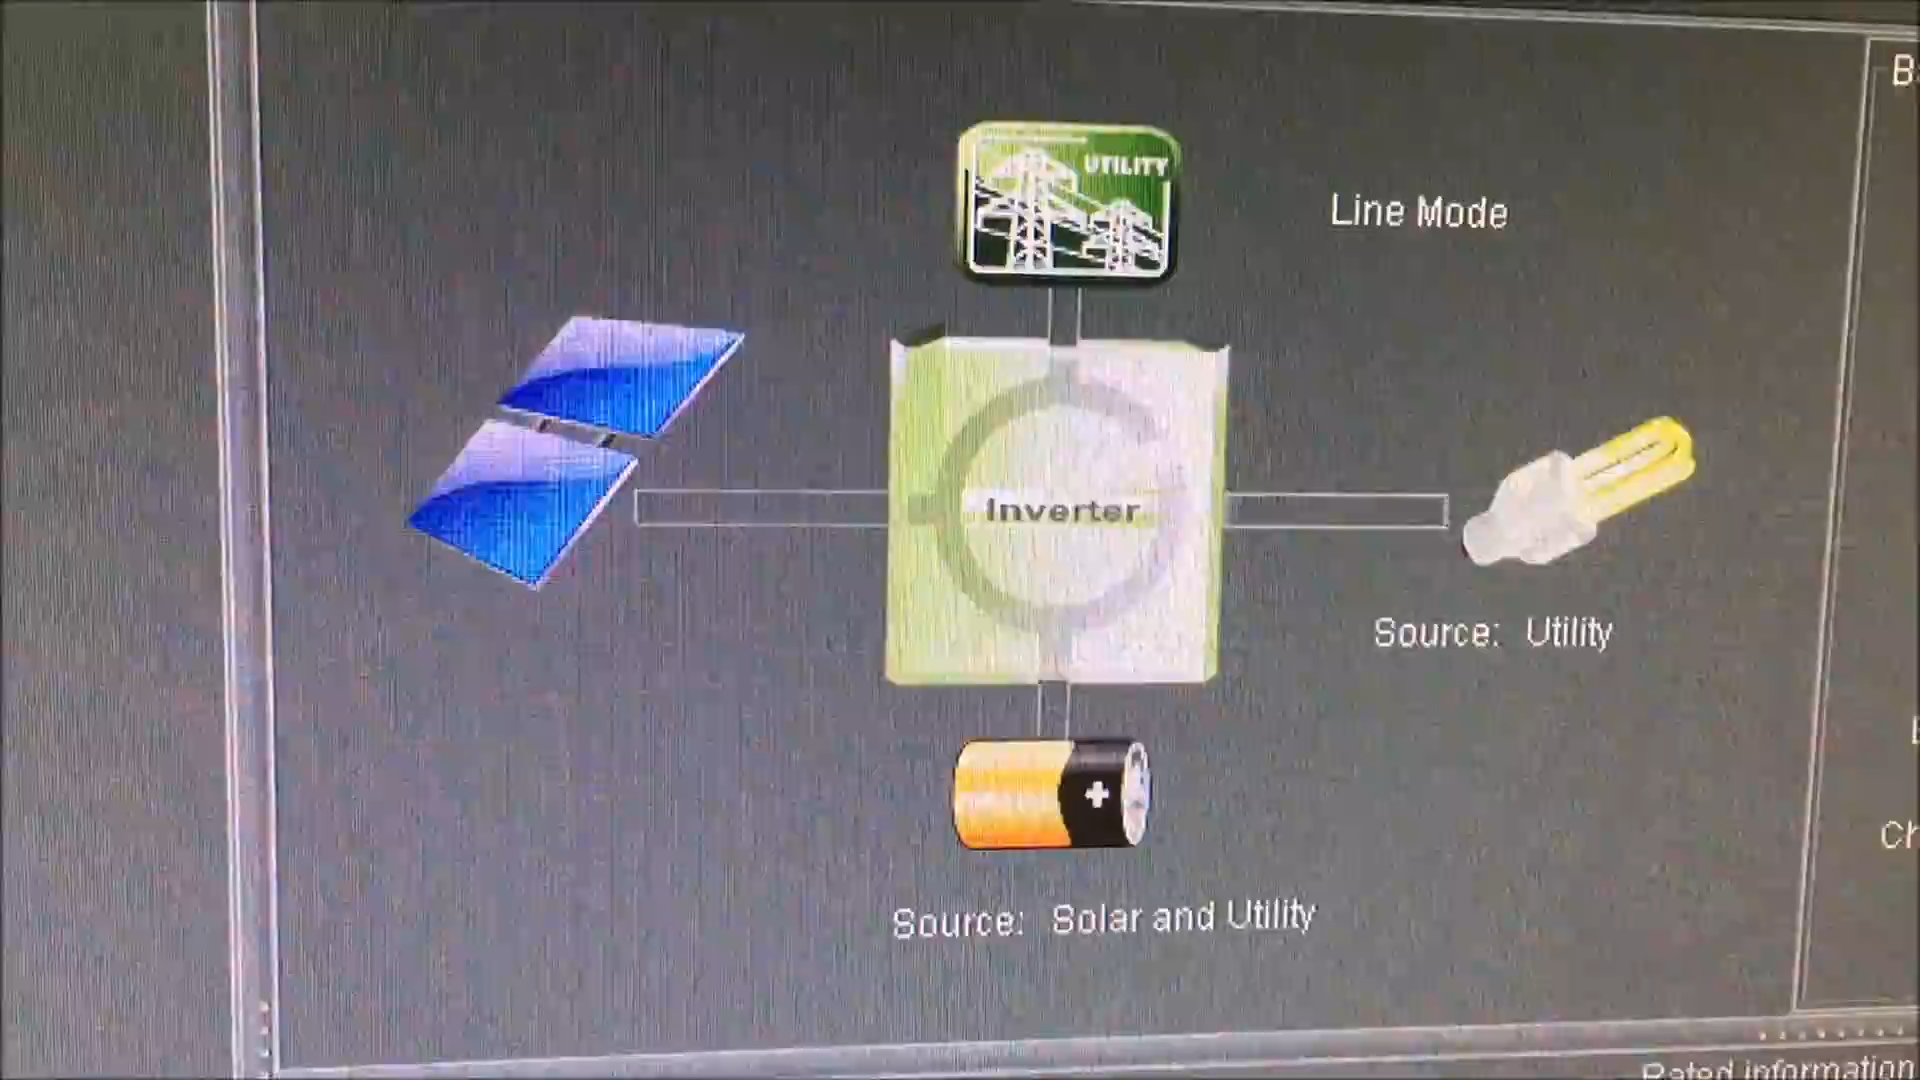 UTILITY
Line Mode
Inverter
Source: Utility
Source: Solar and Utility
Rated information